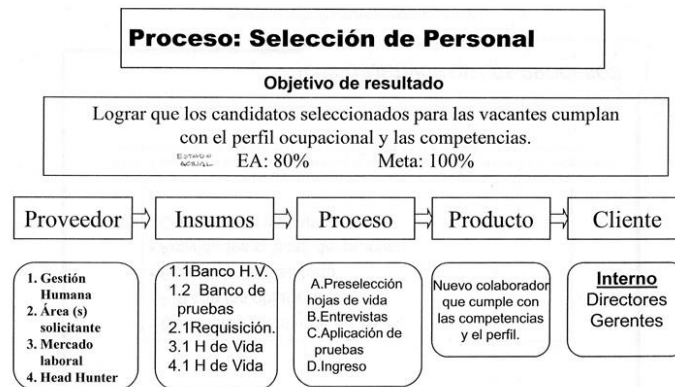 Proceso: Selección de Personal
Objetivo de resultado
Lograr que los candidatos seleccionados para las vacantes cumplan
con el perfil ocupacional y las competencias.
ESTADO
ACTUAL
EA: 80% Meta: 100%
Proveedor
Insumos
Proceso
Producto
Cliente
1. Gestión
Humana
2. Área (s)
solicitante
3. Mercado
laboral
4. Head Hunter
1.1Banco H.V.
1.2 Banco de
pruebas
2.1Requisición.
3.1 H de Vida
4.1 H de Vida
A.Preselección
hojas de vida
B.Entrevistas
C.Aplicación de
pruebas
D.Ingreso
Nuevo colaborador
que cumple con
las competencias
y el perfil.
Interno
Directores
Gerentes